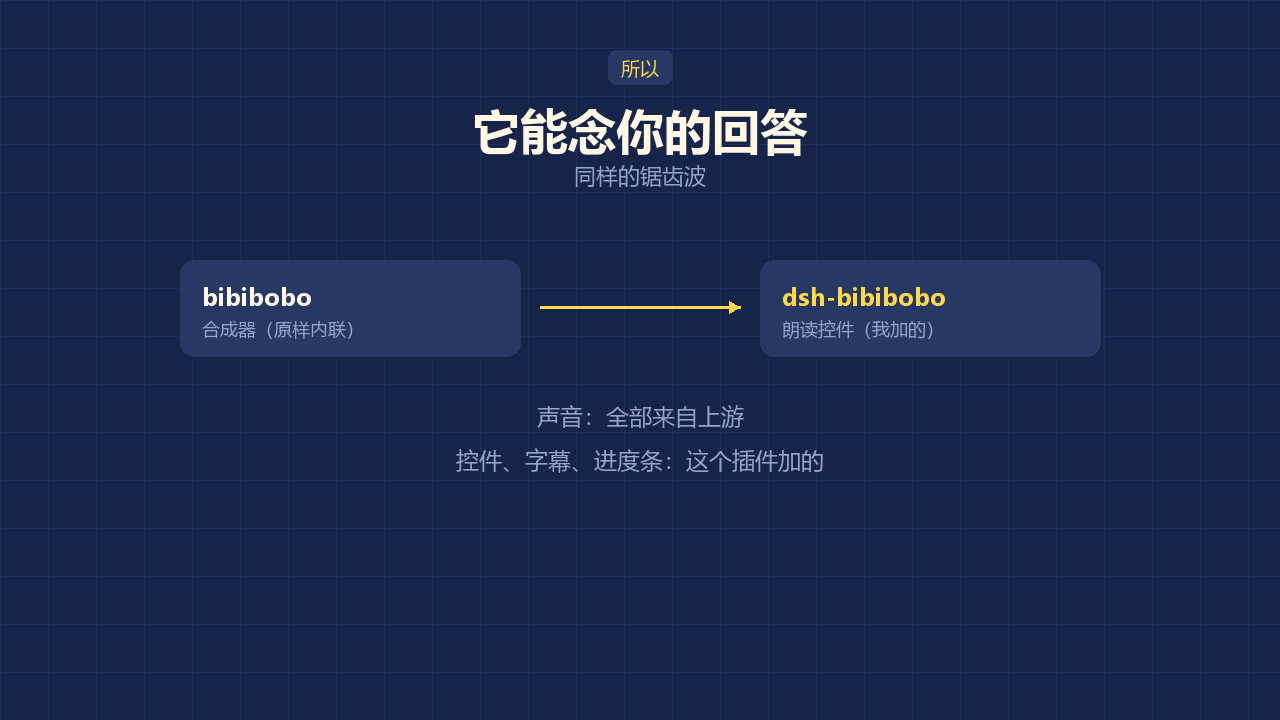 所以
它能念你的回答
同样的锯齿波
bibibobo
合成器（原样内联）
dsh-bibibobo
朗读控件（我加的）
声音：全部来自上游
控件、字幕、进度条：这个插件加的